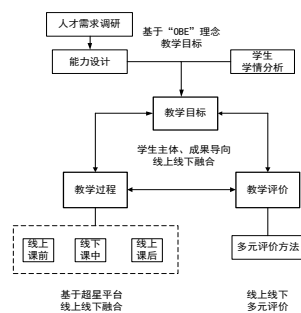 人才需求调研
基于“OBE”理念
教学目标
能力设计
学生
学情分析
教学目标
学生主体、成果导向
线上线下融合
教学过程
教学评价
线上
课前
线下
课中
线上
课后
多元评价方法
基于超星平台
线上线下融合
线上线下
多元评价